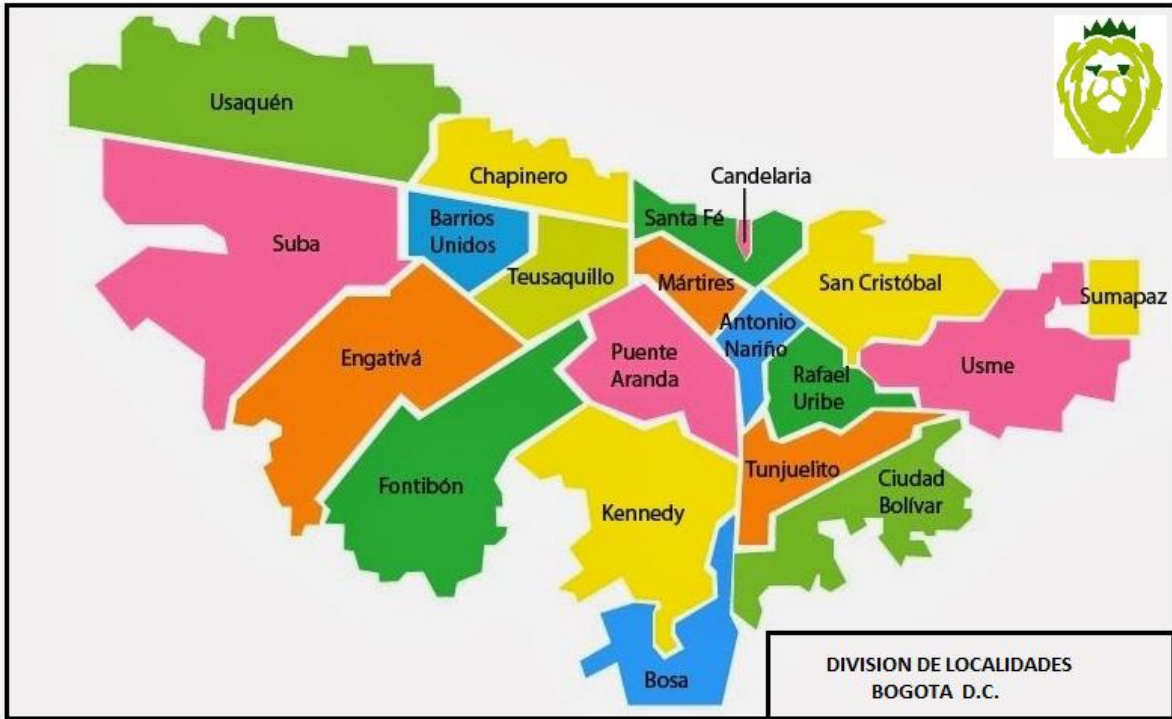 Usaquén
Chapinero
Candelaria
Suba
Barrios
Unidos
Santa Fé
Teusaquillo
Mártires
San Cristóbal
Sumapaz
Antonio
Nariño
Engativá
Puente
Aranda
Rafael
Uribe
Usme
Fontibón
Tunjuelito
Ciudad
Bolívar
Kennedy
Bosa
DIVISION DE LOCALIDADES
BOGOTA D.C.